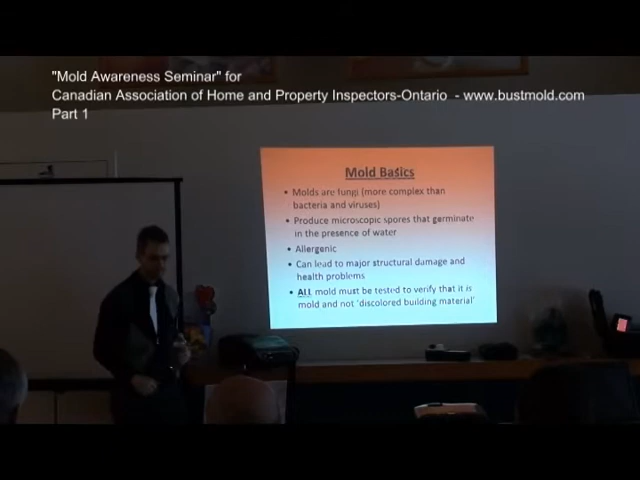 "Mold Awareness Seminar" for
Canadian Association of Home and Property Inspectors-Ontario - www.bustmold.com
Part 1
Mold Basics
• Molds are fungi (more complex than
bacteria and viruses)
• Produce microscopic spores that germinate
in the presence of water
• Allergenic
• Can lead to major structural damage and
health problems
• ALL mold must be tested to verify that it is
mold and not 'discolored building material'